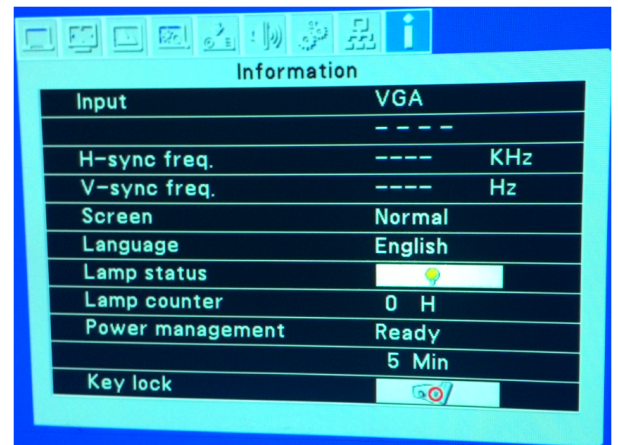 i
Information
Input VGA
- - - -
H-sync freq. ---- KHz
V-sync freq. ---- Hz
Screen Normal
Language English
Lamp status
Lamp counter 0 H
Power management Ready
5 Min
Key lock